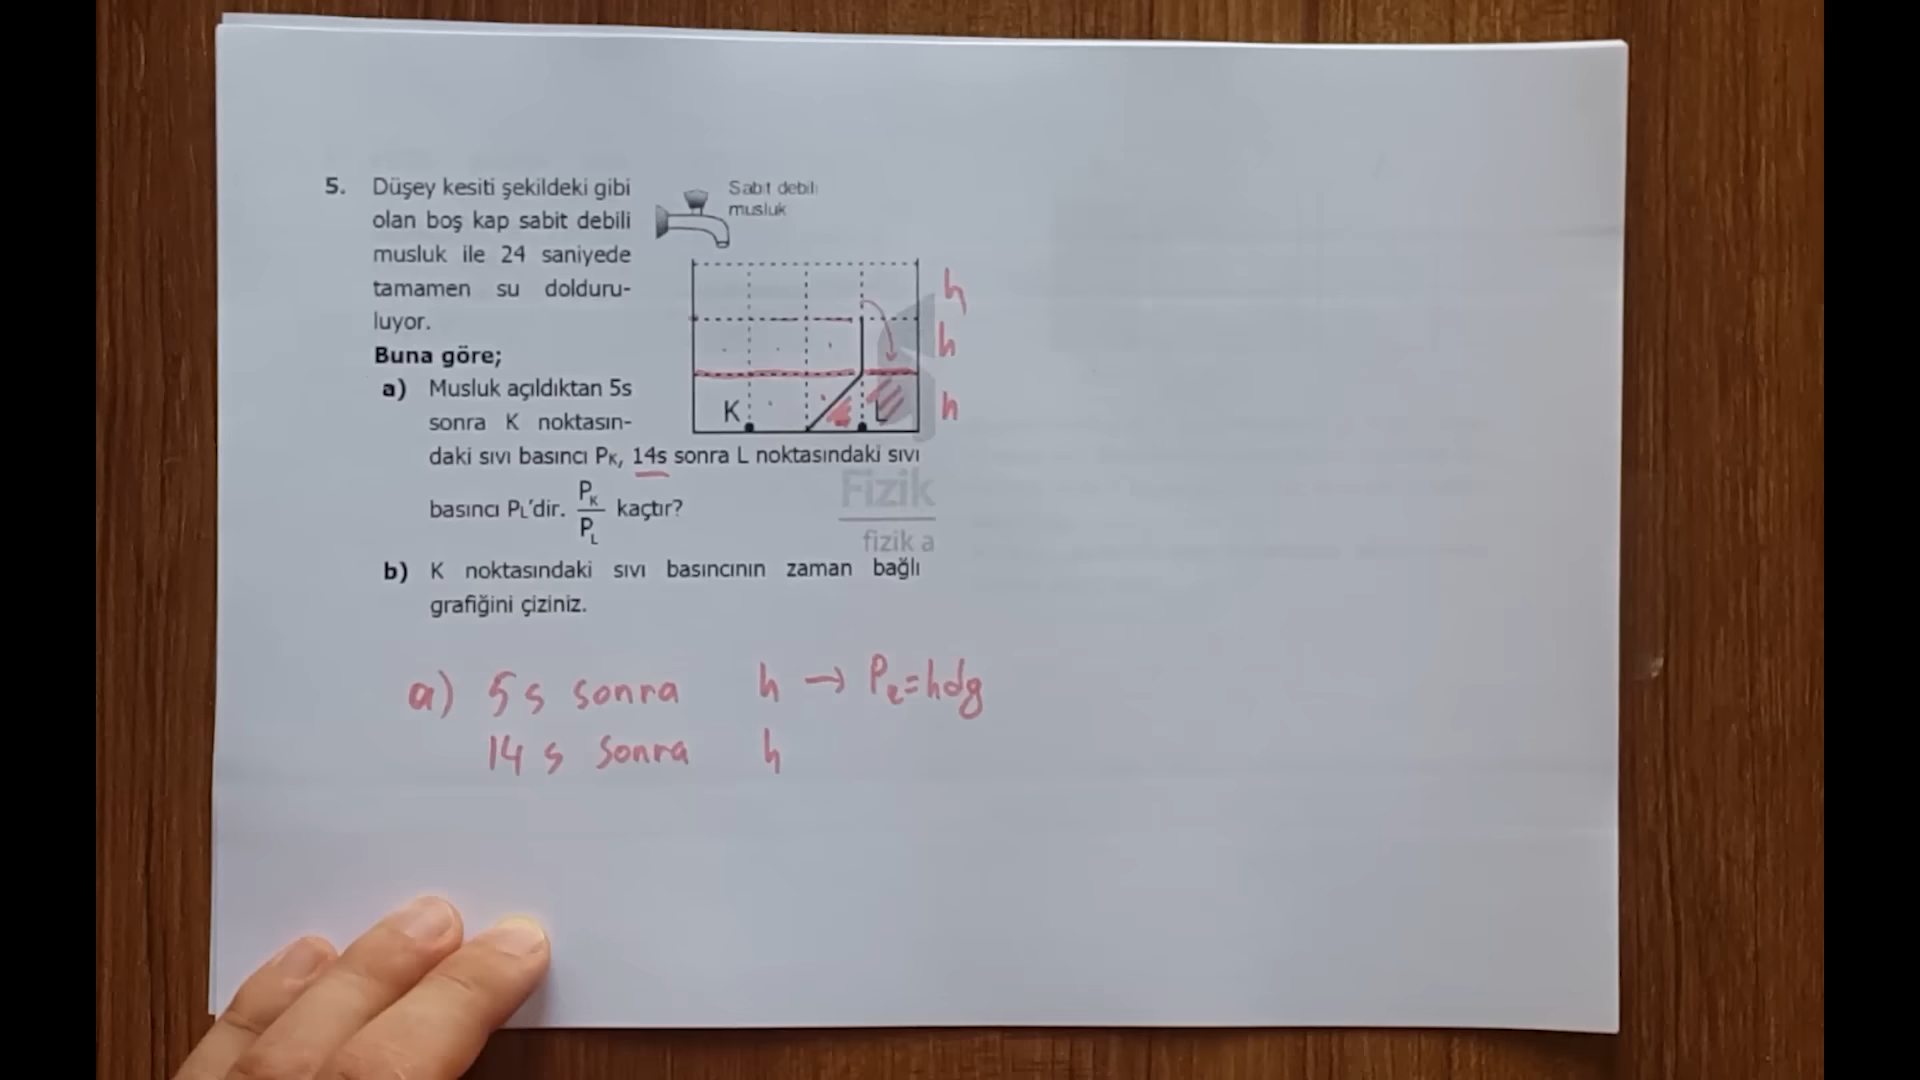 5. Düşey kesiti şekildeki gibi
olan boş kap sabit debili
musluk ile 24 saniyede
tamamen su dolduru-
luyor.
Sabit debili
musluk
h
h
h
K
L
Buna göre;
a) Musluk açıldıktan 5s
sonra K noktasın-
daki sıvı basıncı PK, 14s sonra L noktasındaki sıvı
basıncı PL'dir. PK/PL kaçtır?
Fizik
fizik a
b) K noktasındaki sıvı basıncının zaman bağlı
grafiğini çiziniz.
a) 5 s sonra h → PK=hdg
14 s sonra h